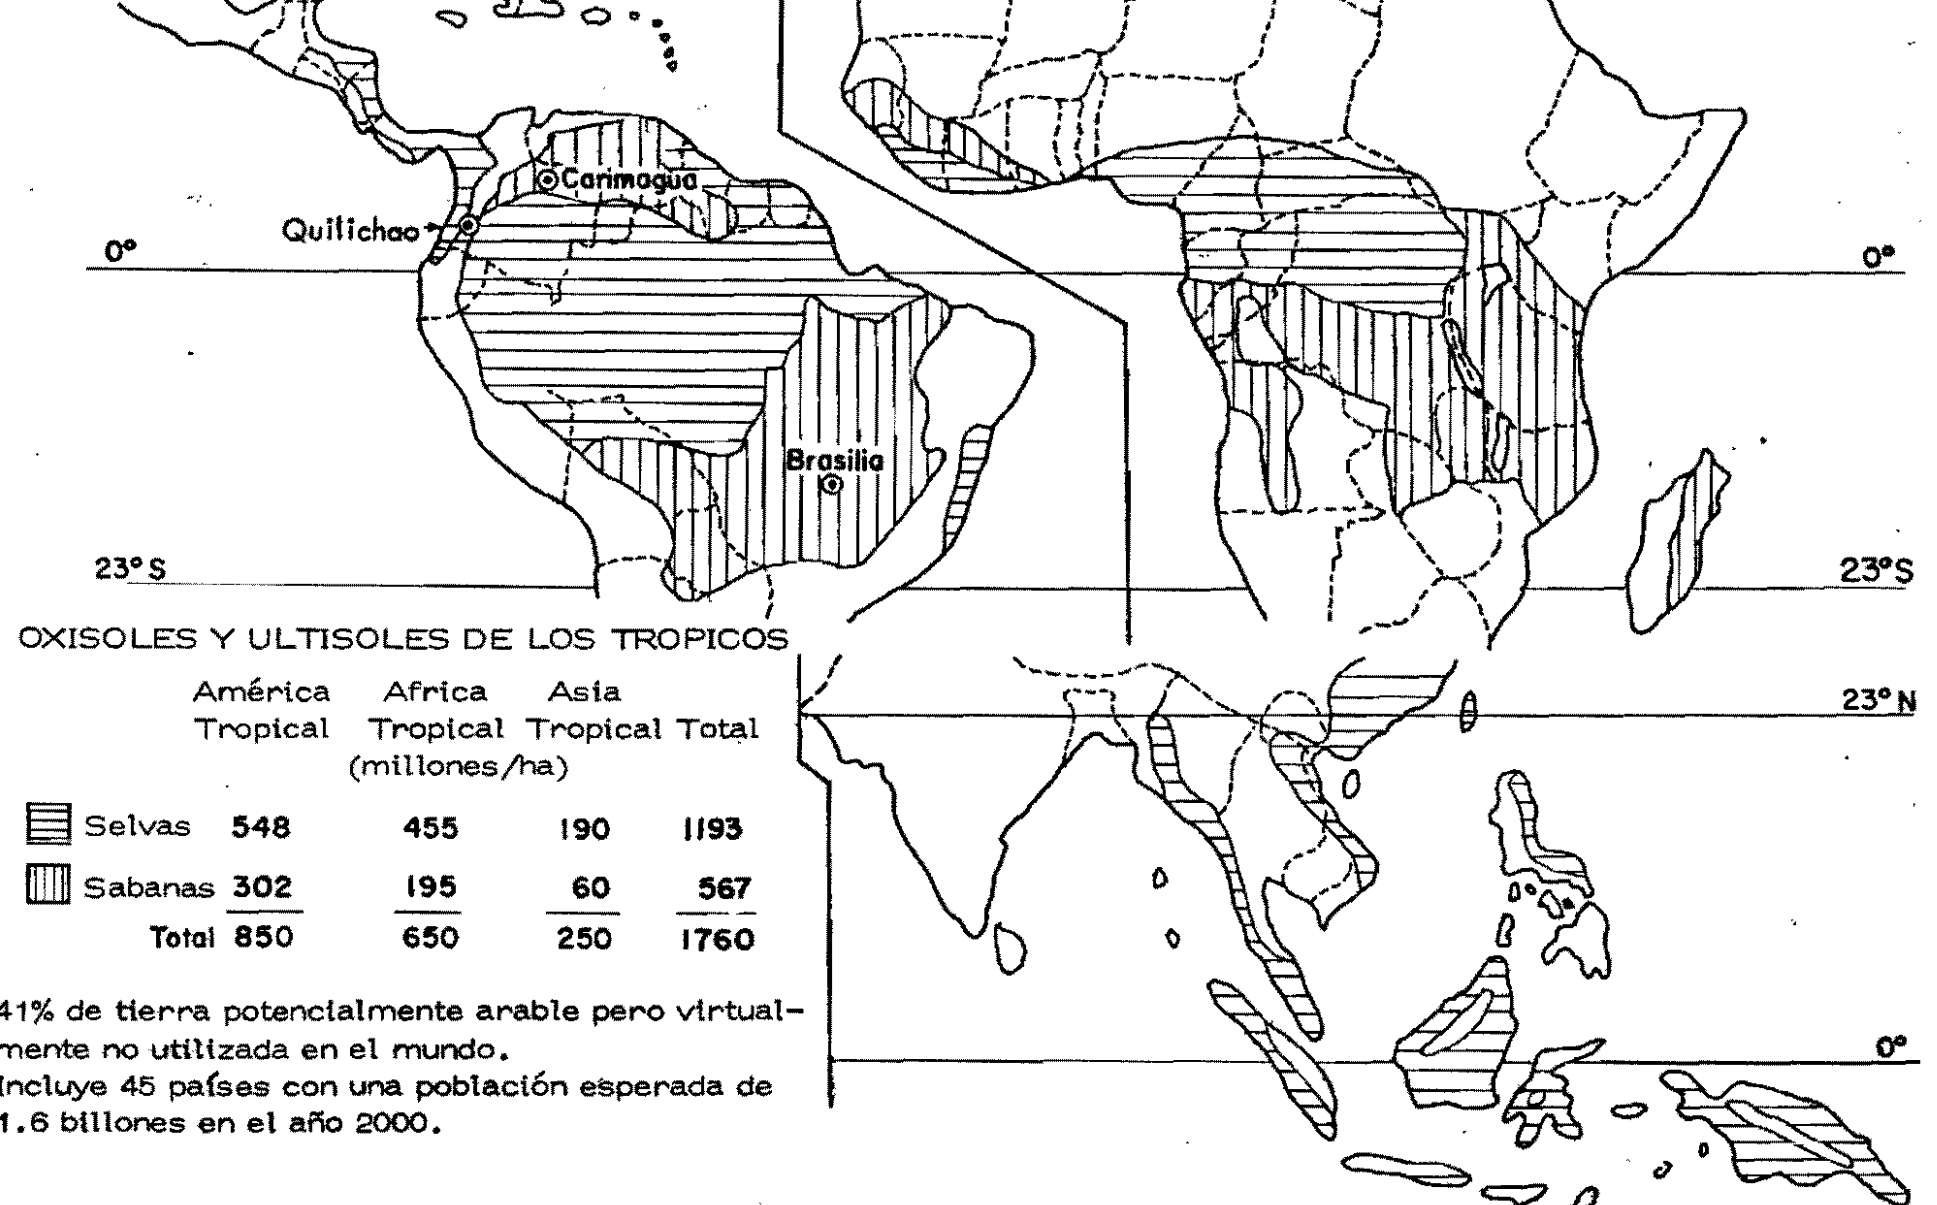 Carimagua
Quilichao
0°
0°
Brasilia
23°S
23°S
OXISOLES Y ULTISOLES DE LOS TROPICOS
América Africa Asia
Tropical Tropical Tropical Total
(millones/ha)
23°N
Selvas 548 455 190 1193
Sabanas 302 195 60 567
Total 850 650 250 1760
41% de tierra potencialmente arable pero virtual-
mente no utilizada en el mundo.
Incluye 45 países con una población esperada de
1.6 billones en el año 2000.
0°